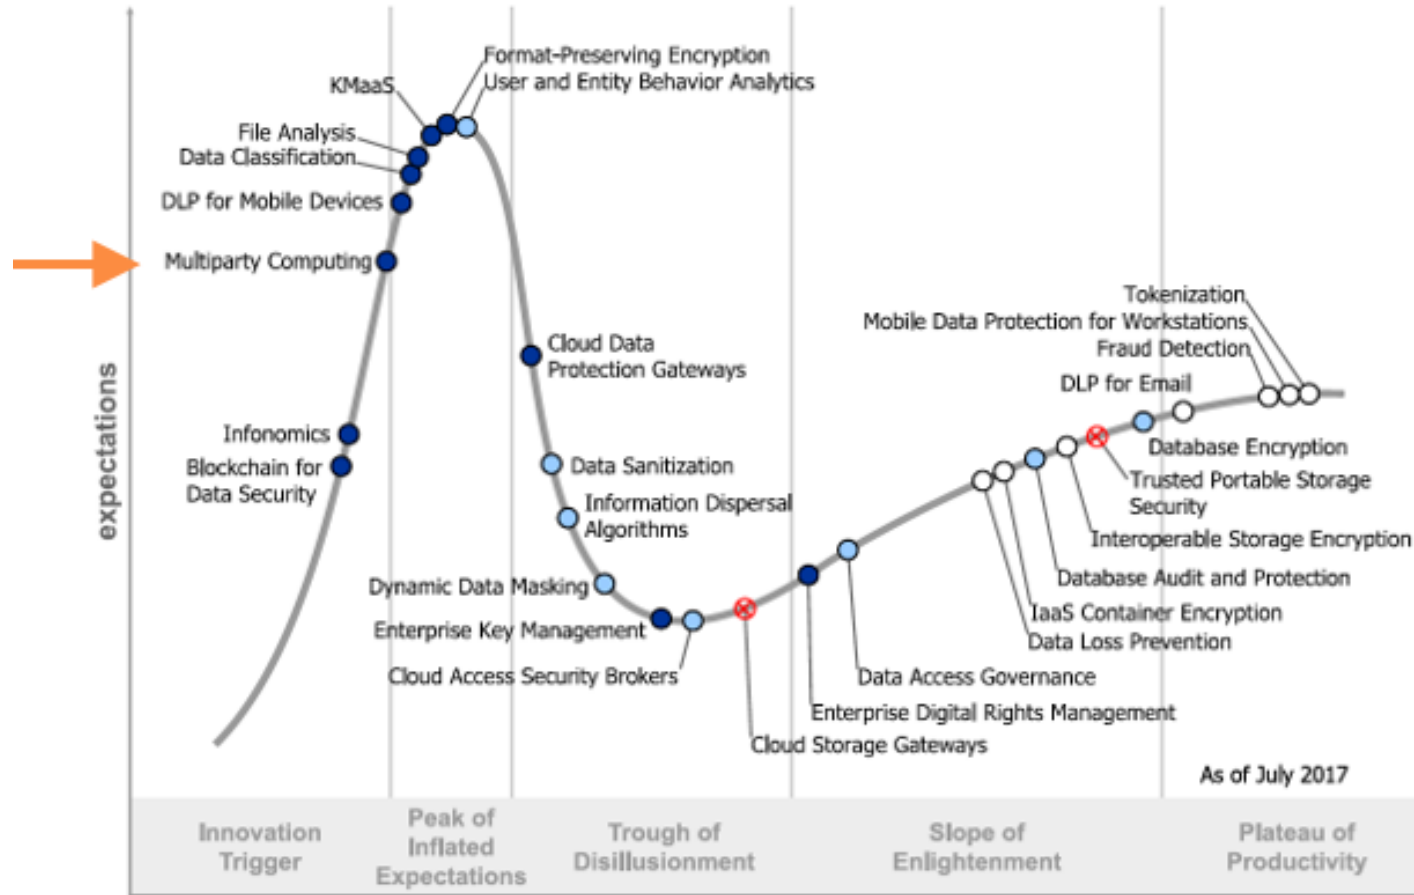 Format-Preserving Encryption
KMaaS
User and Entity Behavior Analytics
File Analysis
Data Classification
DLP for Mobile Devices
Multiparty Computing
Tokenization
Mobile Data Protection for Workstations
Cloud Data
Protection Gateways
Fraud Detection
DLP for Email
expectations
Infonomics
Blockchain for
Data Security
Data Sanitization
Database Encryption
Trusted Portable Storage
Security
Information Dispersal
Algorithms
Interoperable Storage Encryption
Dynamic Data Masking
Database Audit and Protection
IaaS Container Encryption
Enterprise Key Management
Data Loss Prevention
Cloud Access Security Brokers
Data Access Governance
Enterprise Digital Rights Management
Cloud Storage Gateways
As of July 2017
Innovation
Trigger
Peak of
Inflated
Expectations
Trough of
Disillusionment
Slope of
Enlightenment
Plateau of
Productivity